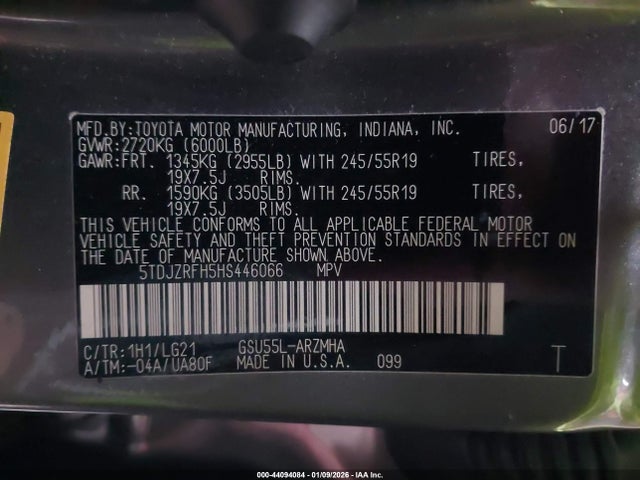 MFD.BY:TOYOTA MOTOR MANUFACTURING, INDIANA, INC. 06/17
GVWR:2720KG (6000LB)
GAWR:FRT. 1345KG (2955LB) WITH 245/55R19 TIRES,
19X7.5J RIMS.
RR. 1590KG (3505LB) WITH 245/55R19 TIRES,
19X7.5J RIMS.
THIS VEHICLE CONFORMS TO ALL APPLICABLE FEDERAL MOTOR
VEHICLE SAFETY AND THEFT PREVENTION STANDARDS IN EFFECT ON
THE DATE OF MANUFACTURE SHOWN ABOVE.
5TDJZRFH5HS446066 MPV
C/TR:1H1/LG21 GSU55L-ARZMHA
A/TM:-04A/UA80F MADE IN U.S.A. 099 T
000-44094084 - 01/09/2026 - IAA Inc.